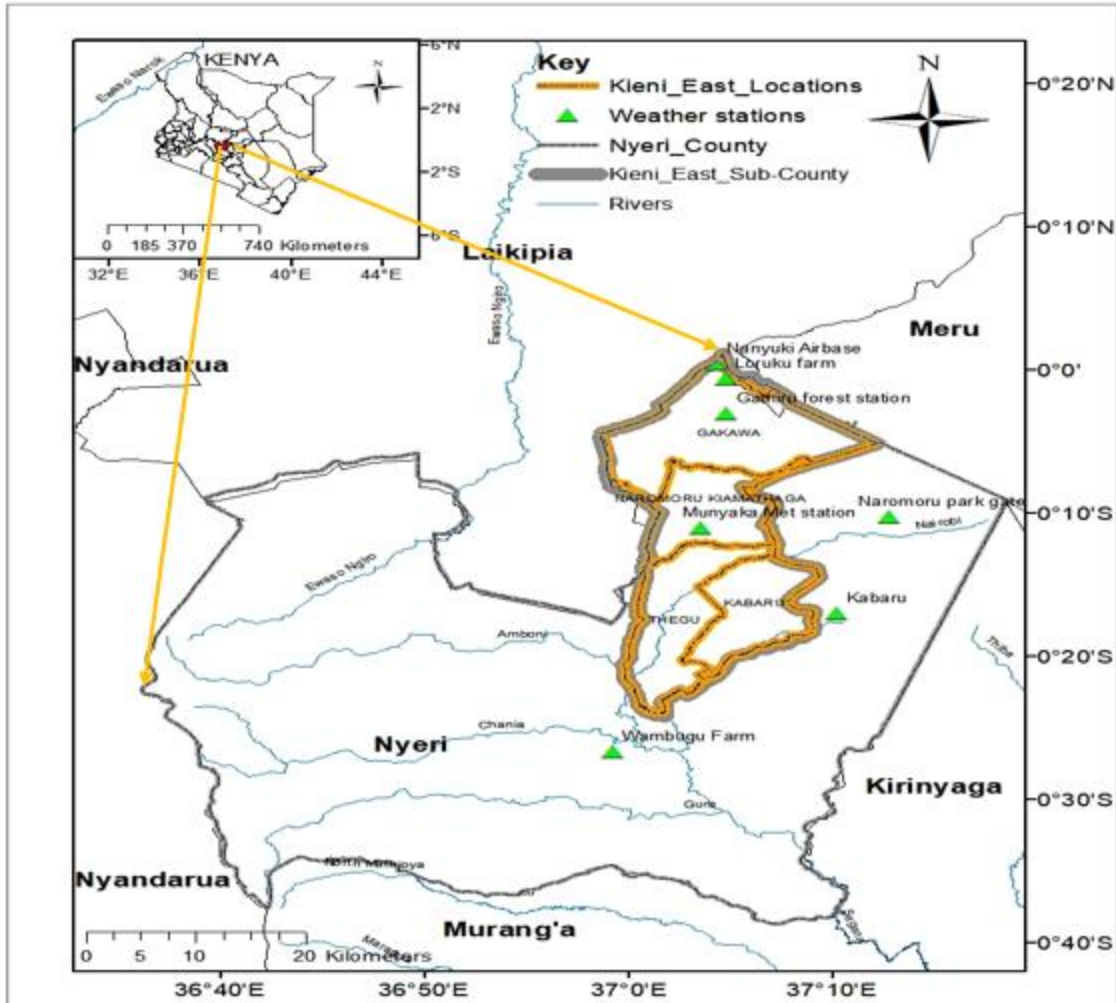 Ewaso Narok
KENYA
N
6°N
2°N
2°S
6°S
0 185 370 740 Kilometers
32°E 36°E 40°E 44°E
Key
Kieni_East_Locations
Weather stations
Nyeri_County
Kieni_East_Sub-County
Rivers
N
0°20'N
0°10'N
0°0'
0°10'S
0°20'S
0°30'S
0°40'S
Laikipia
Ewaso Ngiro
Meru
Nyandarua
Nanyuki Airbase
Loruku farm
Gathiru forest station
GAKAWA
NAROMORU KIAMATHAGA
Munyaka Met station
Naromoru park gate
Nairobi
Ewaso Ngiro
Kabaru
KABARU
THEGU
Amboni
Thiba
Chania
Nyeri
Wambugu Farm
Kirinyaga
Gura
Nyandarua
Murang'a
Sagana
0 5 10 20 Kilometers
36°40'E 36°50'E 37°0'E 37°10'E